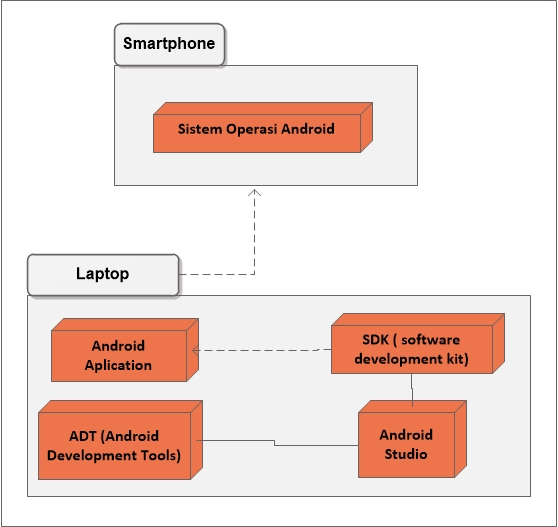 Smartphone
Sistem Operasi Android
Laptop
Android
Aplication
SDK ( software
development kit)
ADT (Android
Development Tools)
Android
Studio